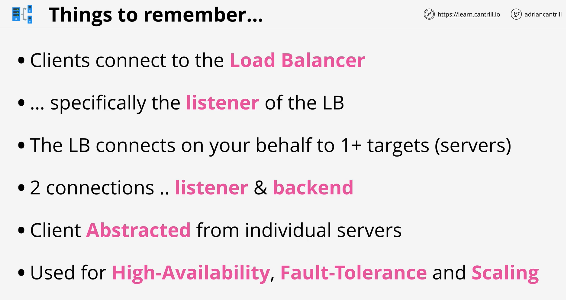 Things to remember...
https://learn.cantrill.io
adriancantrill
• Clients connect to the Load Balancer
• ... specifically the listener of the LB
• The LB connects on your behalf to 1+ targets (servers)
• 2 connections .. listener & backend
• Client Abstracted from individual servers
• Used for High-Availability, Fault-Tolerance and Scaling